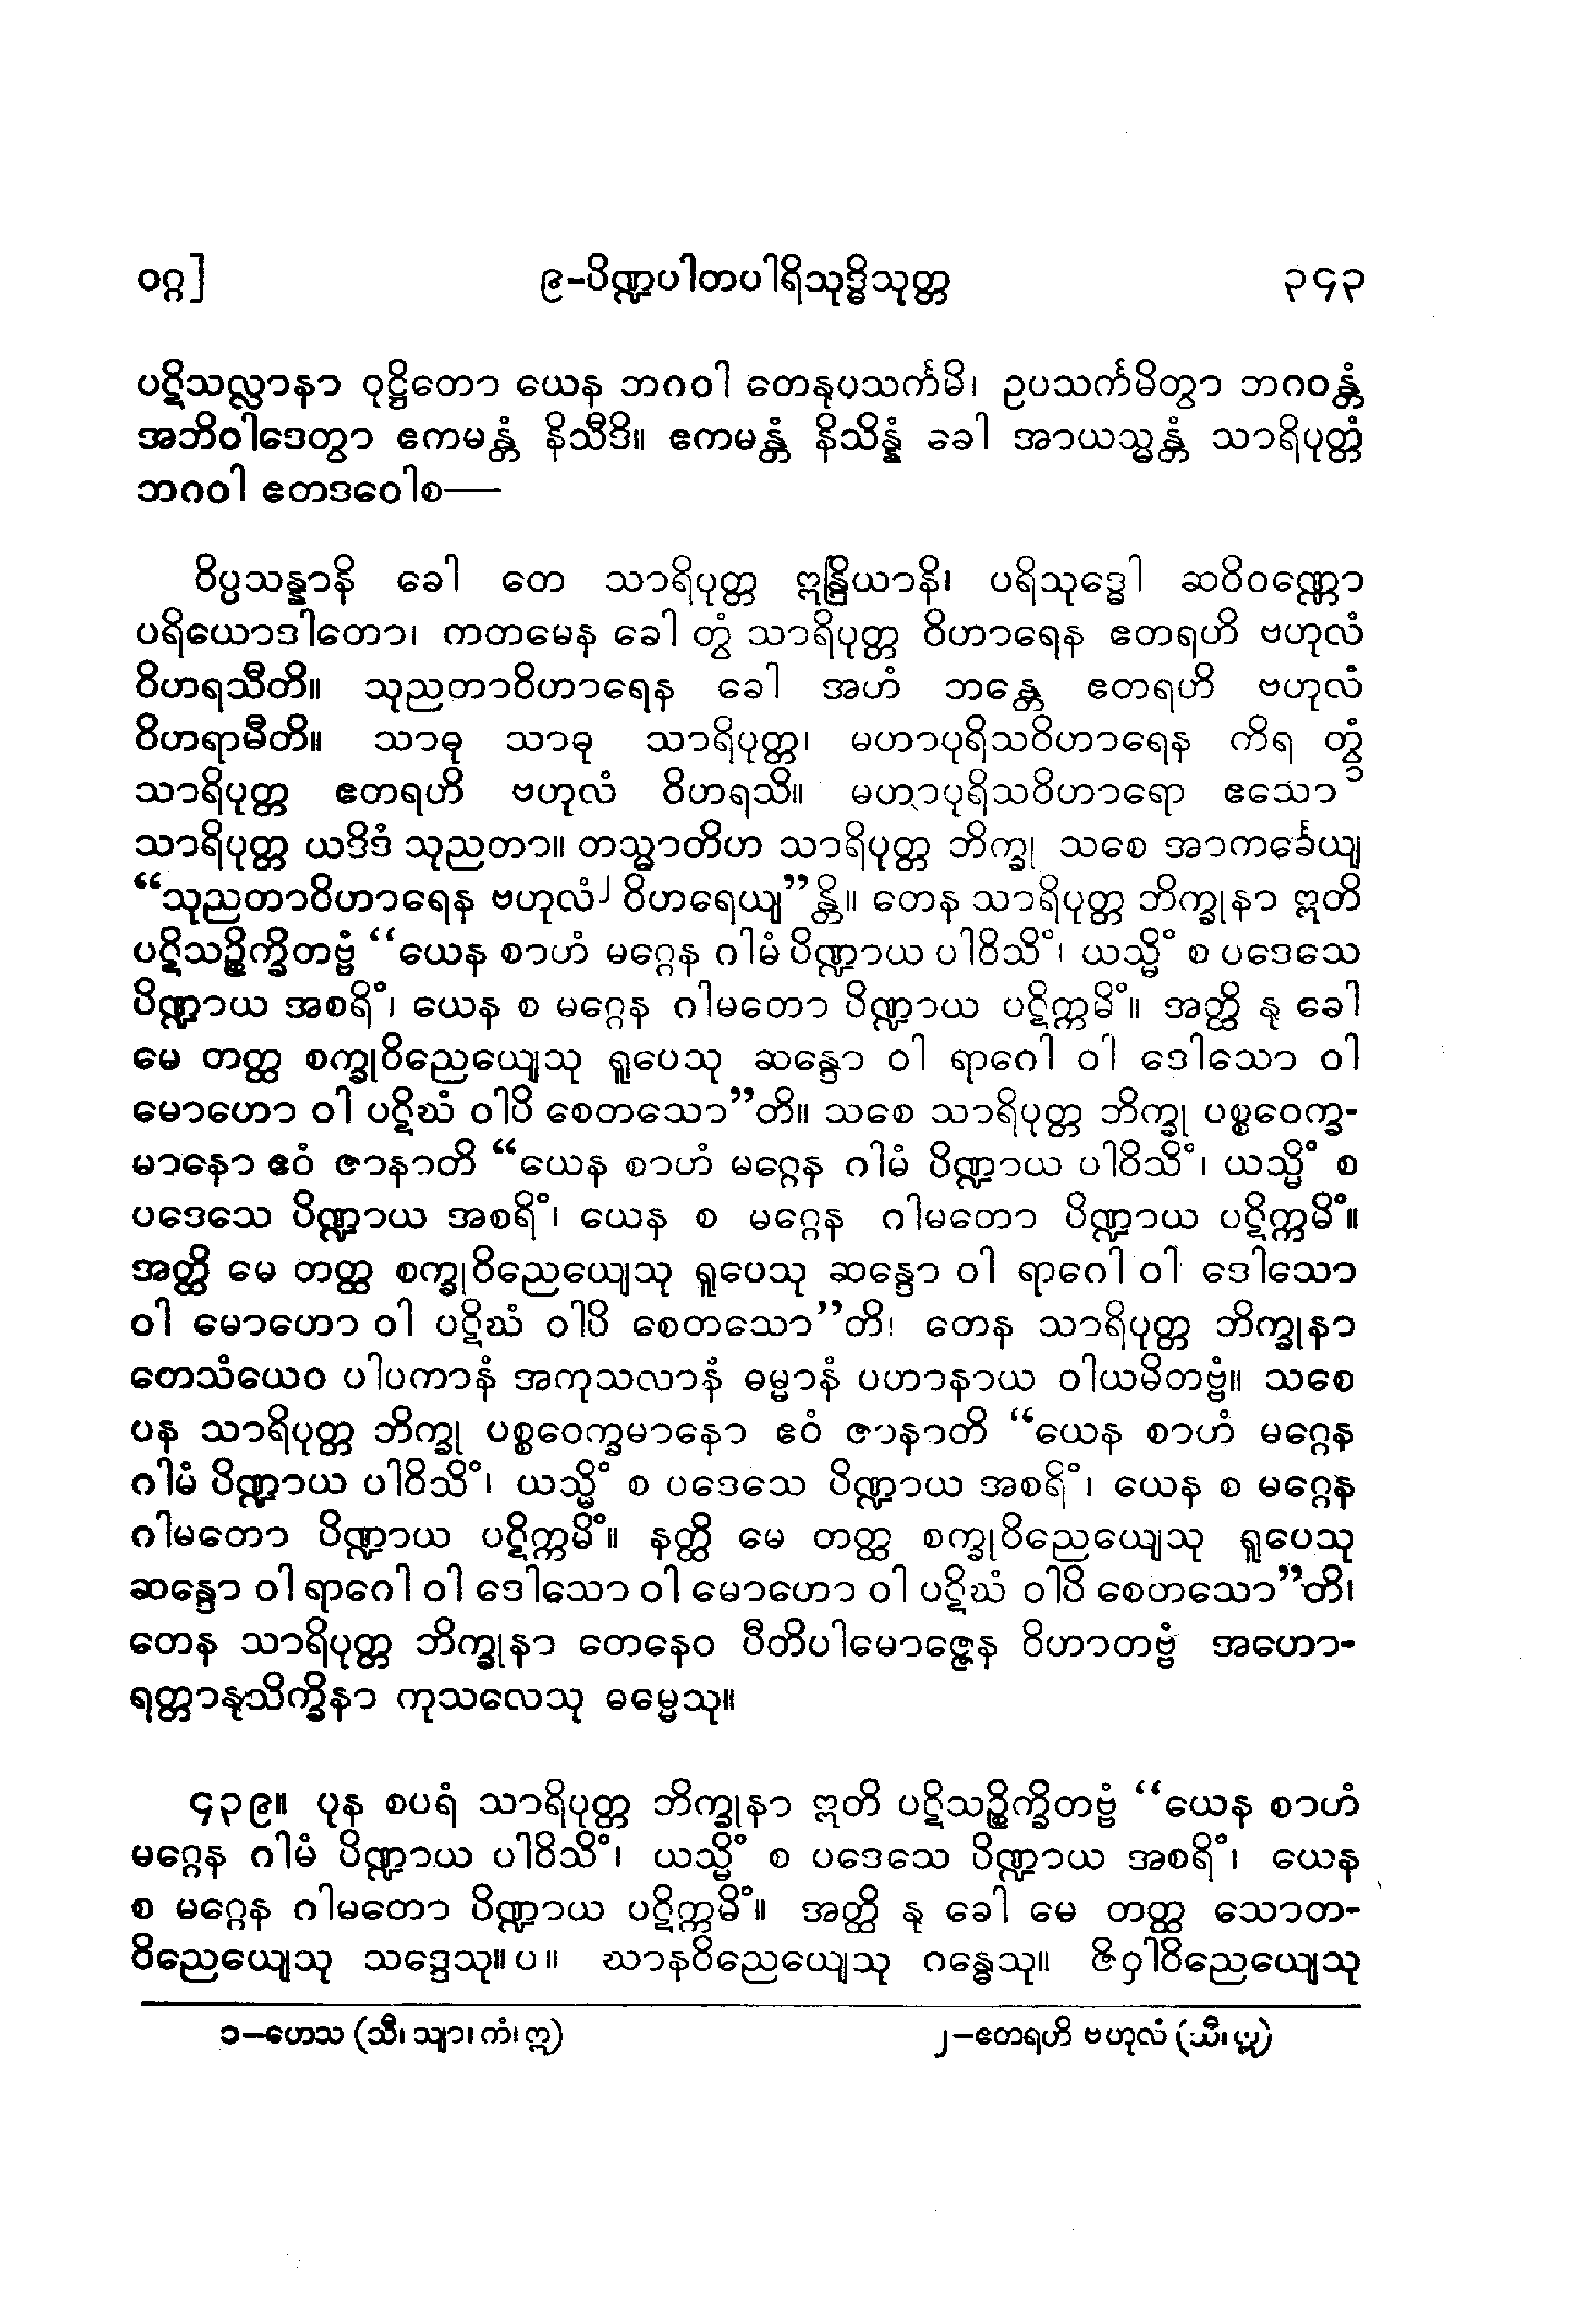 ဝဂ္ဂ]                    ၉-ပိဏ္ဍပါတပါရိသုဒ္ဓိသုတ္တ                    ၃၄၃
ပဋိသလ္လာနာ ဝုဋ္ဌိတော ယေန ဘဂဝါ တေနုပသင်္ကမိ၊ ဥပသင်္ကမိတွာ ဘဂဝန္တံ
အဘိဝါဒေတွာ ဧကမန္တံ နိသီဒိ။ ဧကမန္တံ နိသိန္နံ ခေါ အာယသ္မန္တံ သာရိပုတ္တံ
ဘဂဝါ ဧတဒဝေါစ—
ဝိပ္ပသန္နာနိ ခေါ တေ သာရိပုတ္တ ဣန္ဒြိယာနိ၊ ပရိသုဒ္ဓေါ ဆဝိဝဏ္ဏော
ပရိယောဒါတော၊ ကတမေန ခေါ တွံ သာရိပုတ္တ ဝိဟာရေန ဧတရဟိ ဗဟုလံ
ဝိဟရသီတိ။ သုညတာဝိဟာရေန ခေါ အဟံ ဘန္တေ ဧတရဟိ ဗဟုလံ
ဝိဟရာမီတိ။ သာဓု သာဓု သာရိပုတ္တ၊ မဟာပုရိသဝိဟာရေန ကိရ တွံ
သာရိပုတ္တ ဧတရဟိ ဗဟုလံ ဝိဟရသိ။ မဟာပုရိသဝိဟာရော ဧသော ၁
သာရိပုတ္တ ယဒိဒံ သုညတာ။ တသ္မာတိဟ သာရိပုတ္တ ဘိက္ခု သစေ အာကင်္ခေယျ
“သုညတာဝိဟာရေန ဗဟုလံ၂ ဝိဟရေယျ”န္တိ။ တေန သာရိပုတ္တ ဘိက္ခုနာ ဣတိ
ပဋိသဉ္စိက္ခိတဗ္ဗံ “ယေန စာဟံ မဂ္ဂေန ဂါမံ ပိဏ္ဍာယ ပါဝိသိံ၊ ယသ္မိံ စ ပဒေသေ
ပိဏ္ဍာယ အစရိံ၊ ယေန စ မဂ္ဂေန ဂါမတော ပိဏ္ဍာယ ပဋိက္ကမိံ။ အတ္ထိ နု ခေါ
မေ တတ္ထ စက္ခုဝိညေယျေသု ရူပေသု ဆန္ဒော ဝါ ရာဂေါ ဝါ ဒေါသော ဝါ
မောဟော ဝါ ပဋိဃံ ဝါပိ စေတသော”တိ။ သစေ သာရိပုတ္တ ဘိက္ခု ပစ္စဝေက္ခ-
မာနော ဧဝံ ဇာနာတိ “ယေန စာဟံ မဂ္ဂေန ဂါမံ ပိဏ္ဍာယ ပါဝိသိံ၊ ယသ္မိံ စ
ပဒေသေ ပိဏ္ဍာယ အစရိံ၊ ယေန စ မဂ္ဂေန ဂါမတော ပိဏ္ဍာယ ပဋိက္ကမိံ။
အတ္ထိ မေ တတ္ထ စက္ခုဝိညေယျေသု ရူပေသု ဆန္ဒော ဝါ ရာဂေါ ဝါ ဒေါသော
ဝါ မောဟော ဝါ ပဋိဃံ ဝါပိ စေတသော”တိ၊ တေန သာရိပုတ္တ ဘိက္ခုနာ
တေသံယေဝ ပါပကာနံ အကုသလာနံ ဓမ္မာနံ ပဟာနာယ ဝါယမိတဗ္ဗံ။ သစေ
ပန သာရိပုတ္တ ဘိက္ခု ပစ္စဝေက္ခမာနော ဧဝံ ဇာနာတိ “ယေန စာဟံ မဂ္ဂေန
ဂါမံ ပိဏ္ဍာယ ပါဝိသိံ၊ ယသ္မိံ စ ပဒေသေ ပိဏ္ဍာယ အစရိံ၊ ယေန စ မဂ္ဂေန
ဂါမတော ပိဏ္ဍာယ ပဋိက္ကမိံ။ နတ္ထိ မေ တတ္ထ စက္ခုဝိညေယျေသု ရူပေသု
ဆန္ဒော ဝါ ရာဂေါ ဝါ ဒေါသော ဝါ မောဟော ဝါ ပဋိဃံ ဝါပိ စေတသော”တိ၊
တေန သာရိပုတ္တ ဘိက္ခုနာ တေနေဝ ပီတိပါမောဇ္ဇေန ဝိဟာတဗ္ဗံ အဟော-
ရတ္တာနုသိက္ခိနာ ကုသလေသု ဓမ္မေသု။
၄၃၉။ ပုန စပရံ သာရိပုတ္တ ဘိက္ခုနာ ဣတိ ပဋိသဉ္စိက္ခိတဗ္ဗံ “ယေန စာဟံ
မဂ္ဂေန ဂါမံ ပိဏ္ဍာယ ပါဝိသိံ၊ ယသ္မိံ စ ပဒေသေ ပိဏ္ဍာယ အစရိံ၊ ယေန
စ မဂ္ဂေန ဂါမတော ပိဏ္ဍာယ ပဋိက္ကမိံ။ အတ္ထိ နု ခေါ မေ တတ္ထ သောတ-
ဝိညေယျေသု သဒ္ဒေသု။ ပ ။ ဃာနဝိညေယျေသု ဂန္ဓေသု။ ဇိဝှါဝိညေယျေသု
၁—ဟေသ (သီ၊ သျာ၊ ကံ၊ ဣ)                    ၂—ဧတရဟိ ဗဟုလံ (သီ၊ ဣ)